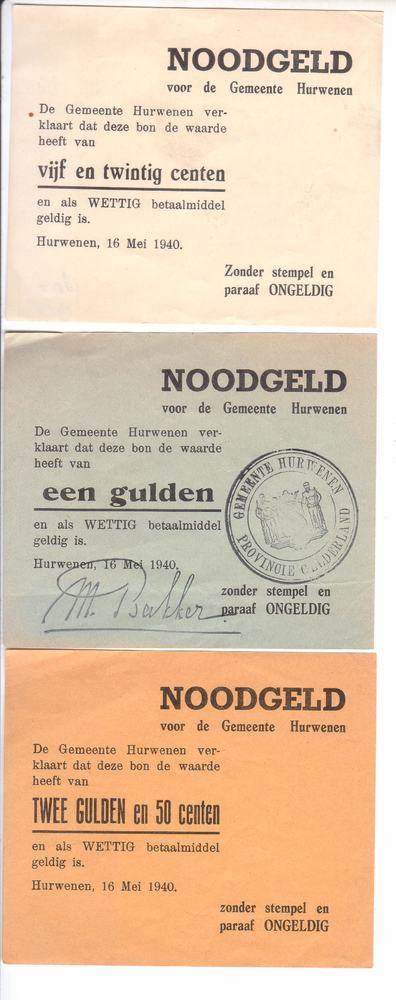 NOODGELD
voor de Gemeente Hurwenen
De Gemeente Hurwenen ver-
klaart dat deze bon de waarde
heeft van
vijf en twintig centen
en als WETTIG betaalmiddel
geldig is.
Hurwenen, 16 Mei 1940.
Zonder stempel en
paraaf ONGELDIG
NOODGELD
voor de Gemeente Hurwenen
De Gemeente Hurwenen ver-
klaart dat deze bon de waarde
heeft van
een gulden
en als WETTIG betaalmiddel
geldig is.
Hurwenen, 16 Mei 1940.
GEMEENTE HURWENEN
PROVINCIE GELDERLAND
M. Bakker
zonder stempel en
paraaf ONGELDIG
NOODGELD
voor de Gemeente Hurwenen
De Gemeente Hurwenen ver-
klaart dat deze bon de waarde
heeft van
TWEE GULDEN en 50 centen
en als WETTIG betaalmiddel
geldig is.
Hurwenen, 16 Mei 1940.
zonder stempel en
paraaf ONGELDIG